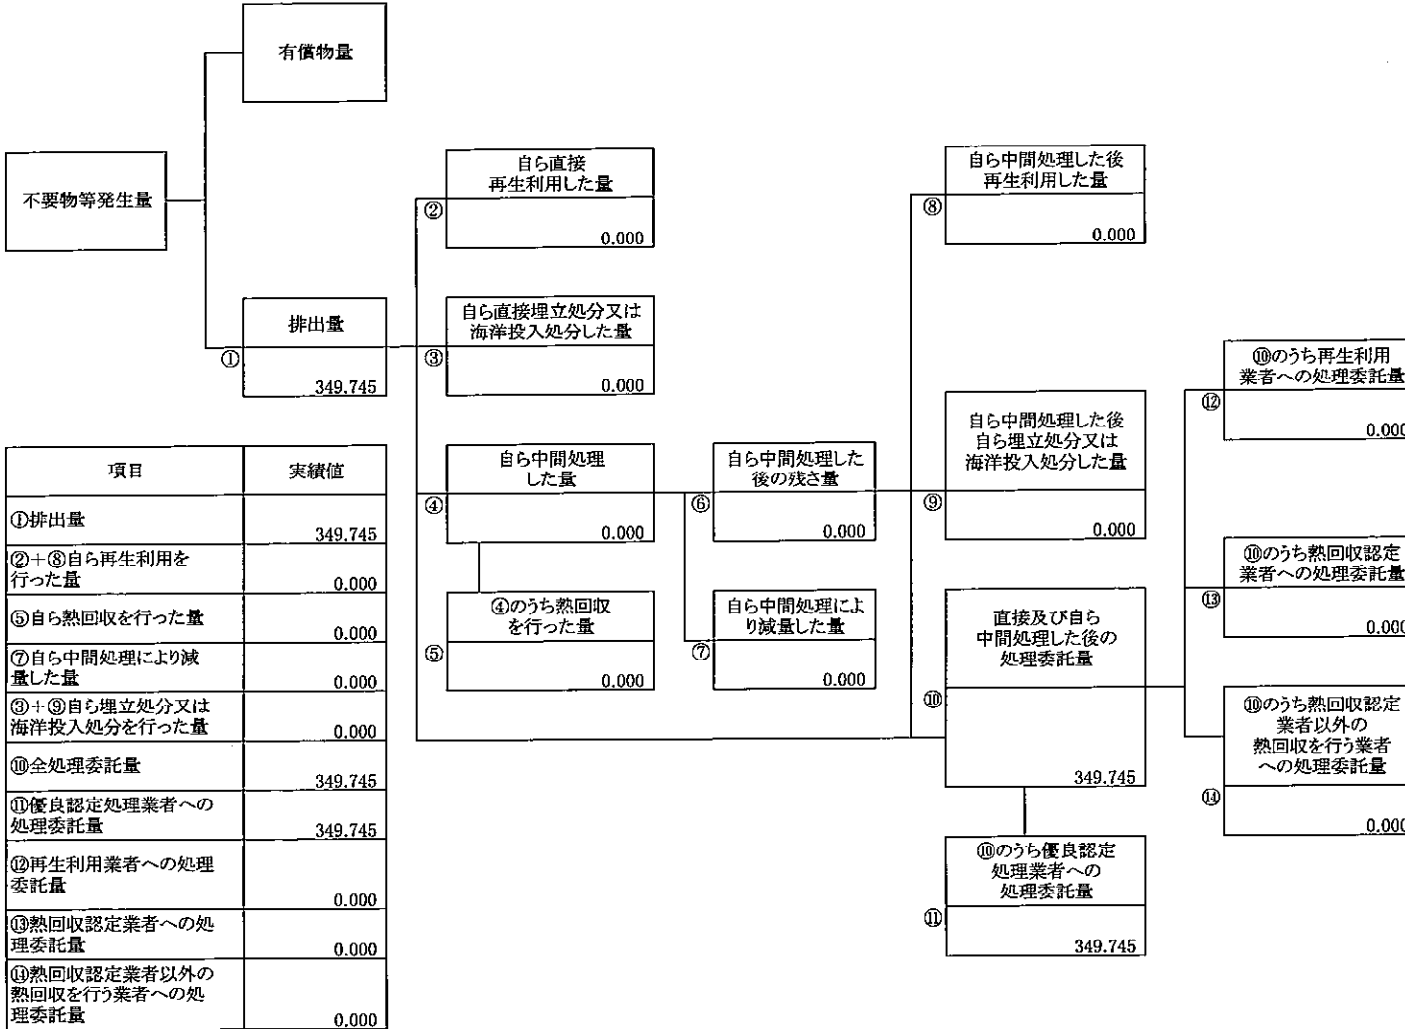 有償物量
不要物等発生量
排出量
①
349.745
自ら直接
再生利用した量
②
0.000
自ら直接埋立処分又は
海洋投入処分した量
③
0.000
自ら中間処理
した量
④
0.000
④のうち熱回収
を行った量
⑤
0.000
自ら中間処理した
後の残さ量
⑥
0.000
自ら中間処理によ
り減量した量
⑦
0.000
自ら中間処理した後
再生利用した量
⑧
0.000
自ら中間処理した後
自ら埋立処分又は
海洋投入処分した量
⑨
0.000
直接及び自ら
中間処理した後の
処理委託量
⑩
349.745
⑩のうち優良認定
処理業者への
処理委託量
⑪
349.745
⑩のうち再生利用
業者への処理委託量
⑫
0.000
⑩のうち熱回収認定
業者への処理委託量
⑬
0.000
⑩のうち熱回収認定
業者以外の
熱回収を行う業者
への処理委託量
⑭
0.000
項目 実績値
①排出量
349.745
②+⑧自ら再生利用を
行った量 0.000
⑤自ら熱回収を行った量
0.000
⑦自ら中間処理により減
量した量 0.000
③+⑨自ら埋立処分又は
海洋投入処分を行った量 0.000
⑩全処理委託量
349.745
⑪優良認定処理業者への
処理委託量 349.745
⑫再生利用業者への処理
委託量
0.000
⑬熱回収認定業者への処
理委託量 0.000
⑭熱回収認定業者以外の
熱回収を行う業者への処
理委託量 0.000